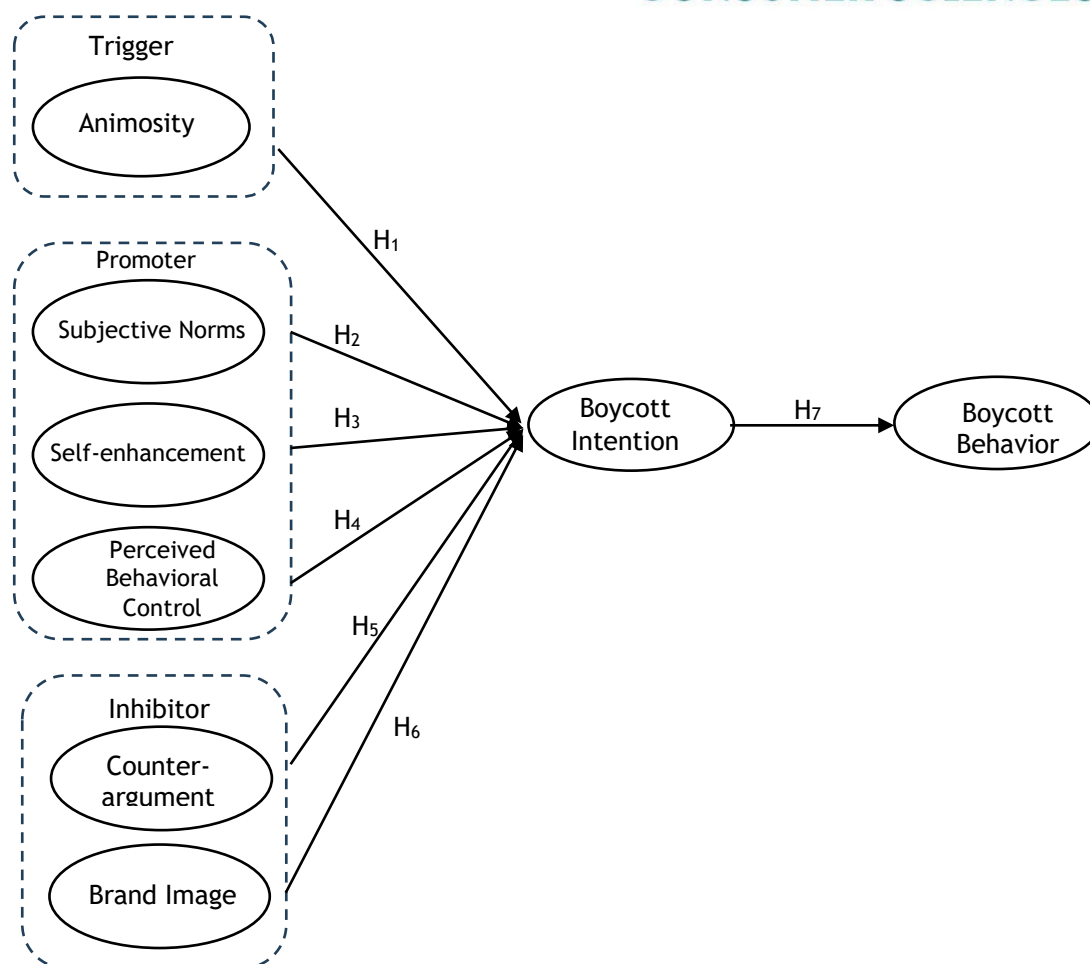 Trigger
Animosity
H₁
Promoter
Subjective Norms
H₂
Self-enhancement
H₃
Perceived
Behavioral
Control
H₄
Inhibitor
Counter-
argument
H₅
Brand Image
H₆
Boycott
Intention
H₇
Boycott
Behavior